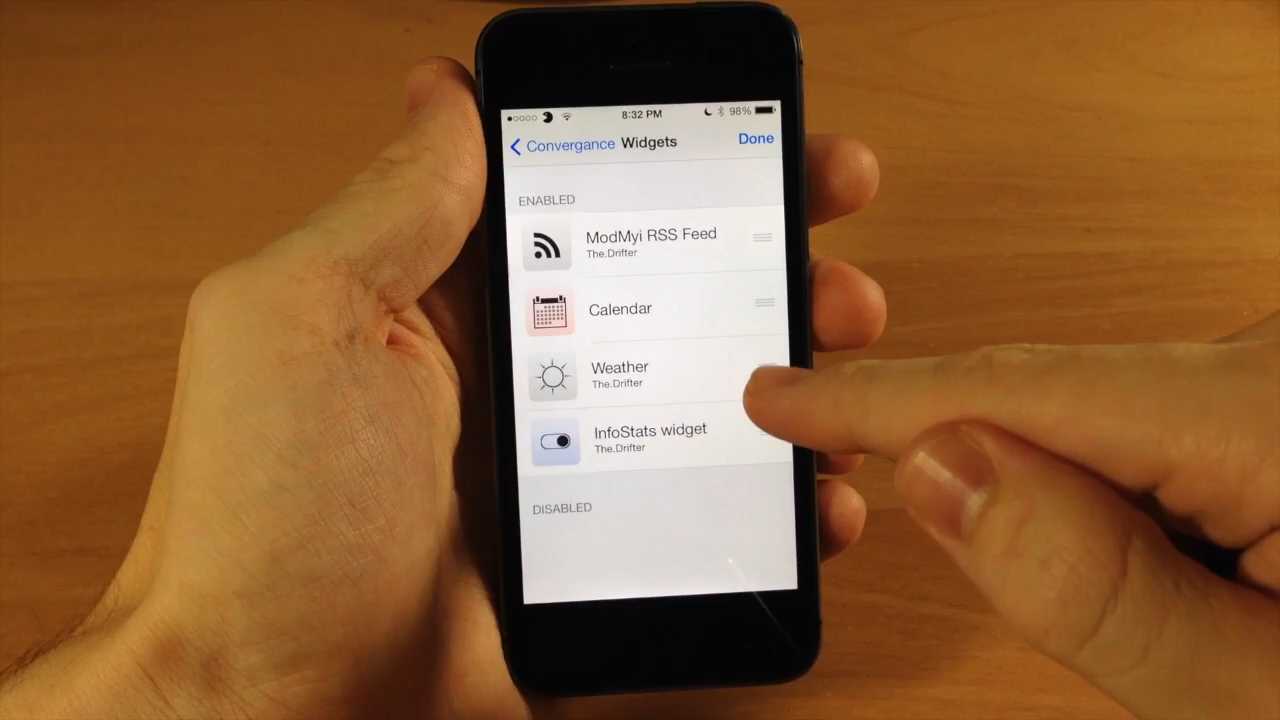 8:32 PM 98%
Convergance Widgets Done
ENABLED
ModMyi RSS Feed
The.Drifter
Calendar
Weather
The.Drifter
InfoStats widget
The.Drifter
DISABLED